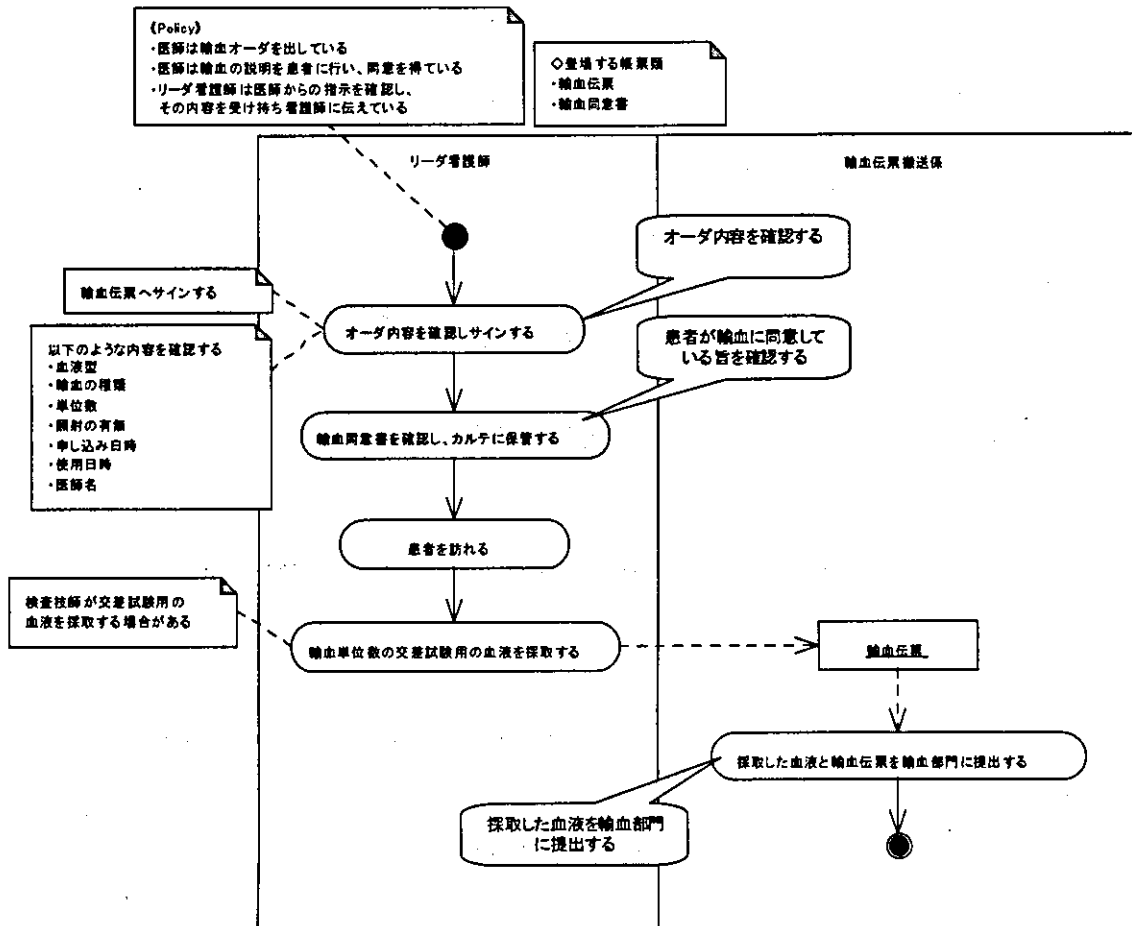 《Policy》
・医師は輸血オーダを出している
・医師は輸血の説明を患者に行い、同意を得ている
・リーダ看護師は医師からの指示を確認し、
その内容を受け持ち看護師に伝えている
◇登場する帳票類
・輸血伝票
・輸血同意書
リーダ看護師
輸血伝票搬送係
オーダ内容を確認する
輸血伝票へサインする
オーダ内容を確認しサインする
以下のような内容を確認する
・血液型
・輸血の種類
・単位数
・照射の有無
・申し込み日時
・使用日時
・医師名
患者が輸血に同意して
いる旨を確認する
輸血同意書を確認し、カルテに保管する
患者を訪れる
検査技師が交差試験用の
血液を採取する場合がある
輸血単位数の交差試験用の血液を採取する
輸血伝票
採取した血液と輸血伝票を輸血部門に提出する
採取した血液を輸血部門
に提出する